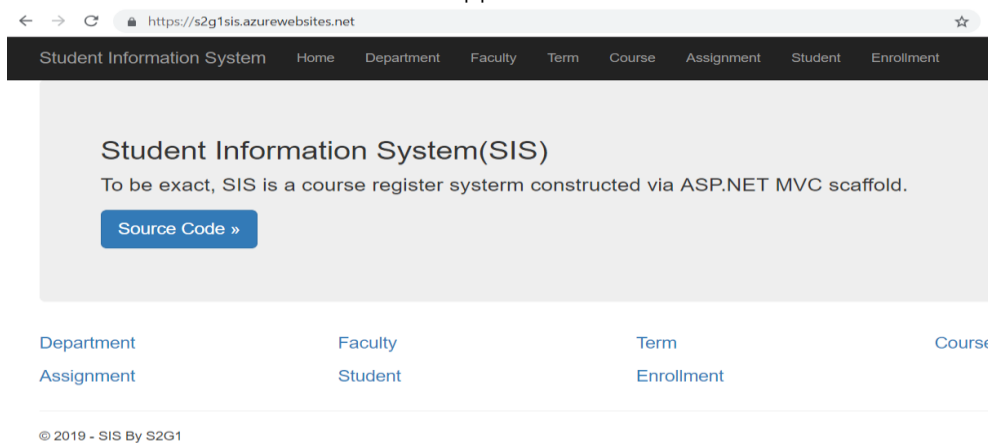 https://s2g1sis.azurewebsites.net
Student Information System Home Department Faculty Term Course Assignment Student Enrollment
Student Information System(SIS)
To be exact, SIS is a course register systerm constructed via ASP.NET MVC scaffold.
Source Code »
Department Faculty Term Course
Assignment Student Enrollment
© 2019 - SIS By S2G1